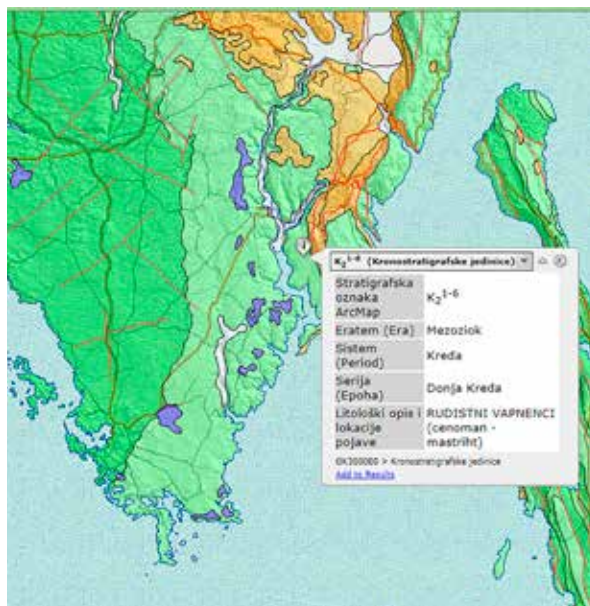 K₂¹⁻⁶ (Kronostratigrafske jedinice)
Stratigrafska
oznaka
ArcMap
K₂¹⁻⁶
Eratem (Era)
Mezoziok
Sistem
(Period)
Kreda
Serija
(Epoha)
Donja Kreda
Litološki opis i
lokacije
pojave
RUDISTNI VAPNENCI
(cenoman -
mastriht)
GK300000 > Kronostratigrafske jedinice
Add to Results